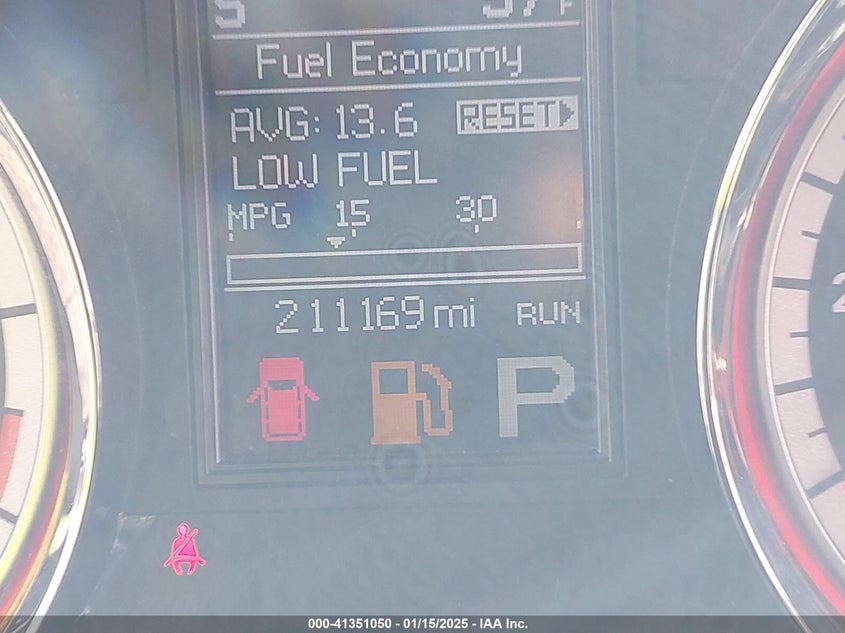 S
Fuel Economy
AVG: 13.6 RESET
LOW FUEL
MPG 15 30
211169 mi RUN
P
2
000-41351050 - 01/15/2025 - IAA Inc.